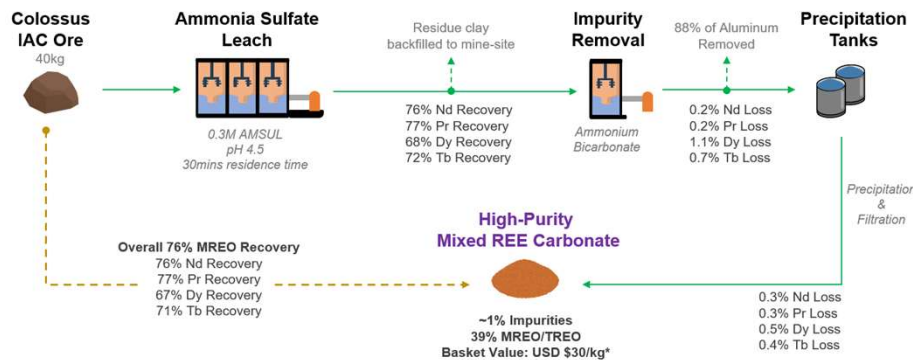 Colossus
IAC Ore
40kg
Ammonia Sulfate
Leach
0.3M AMSUL
pH 4.5
30mins residence time
Residue clay
backfilled to mine-site
76% Nd Recovery
77% Pr Recovery
68% Dy Recovery
72% Tb Recovery
Impurity
Removal
Ammonium
Bicarbonate
88% of Aluminum
Removed
0.2% Nd Loss
0.2% Pr Loss
1.1% Dy Loss
0.7% Tb Loss
Precipitation
Tanks
Precipitation
&
Filtration
0.3% Nd Loss
0.3% Pr Loss
0.5% Dy Loss
0.4% Tb Loss
High-Purity
Mixed REE Carbonate
~1% Impurities
39% MREO/TREO
Basket Value: USD $30/kg*
Overall 76% MREO Recovery
76% Nd Recovery
77% Pr Recovery
67% Dy Recovery
71% Tb Recovery